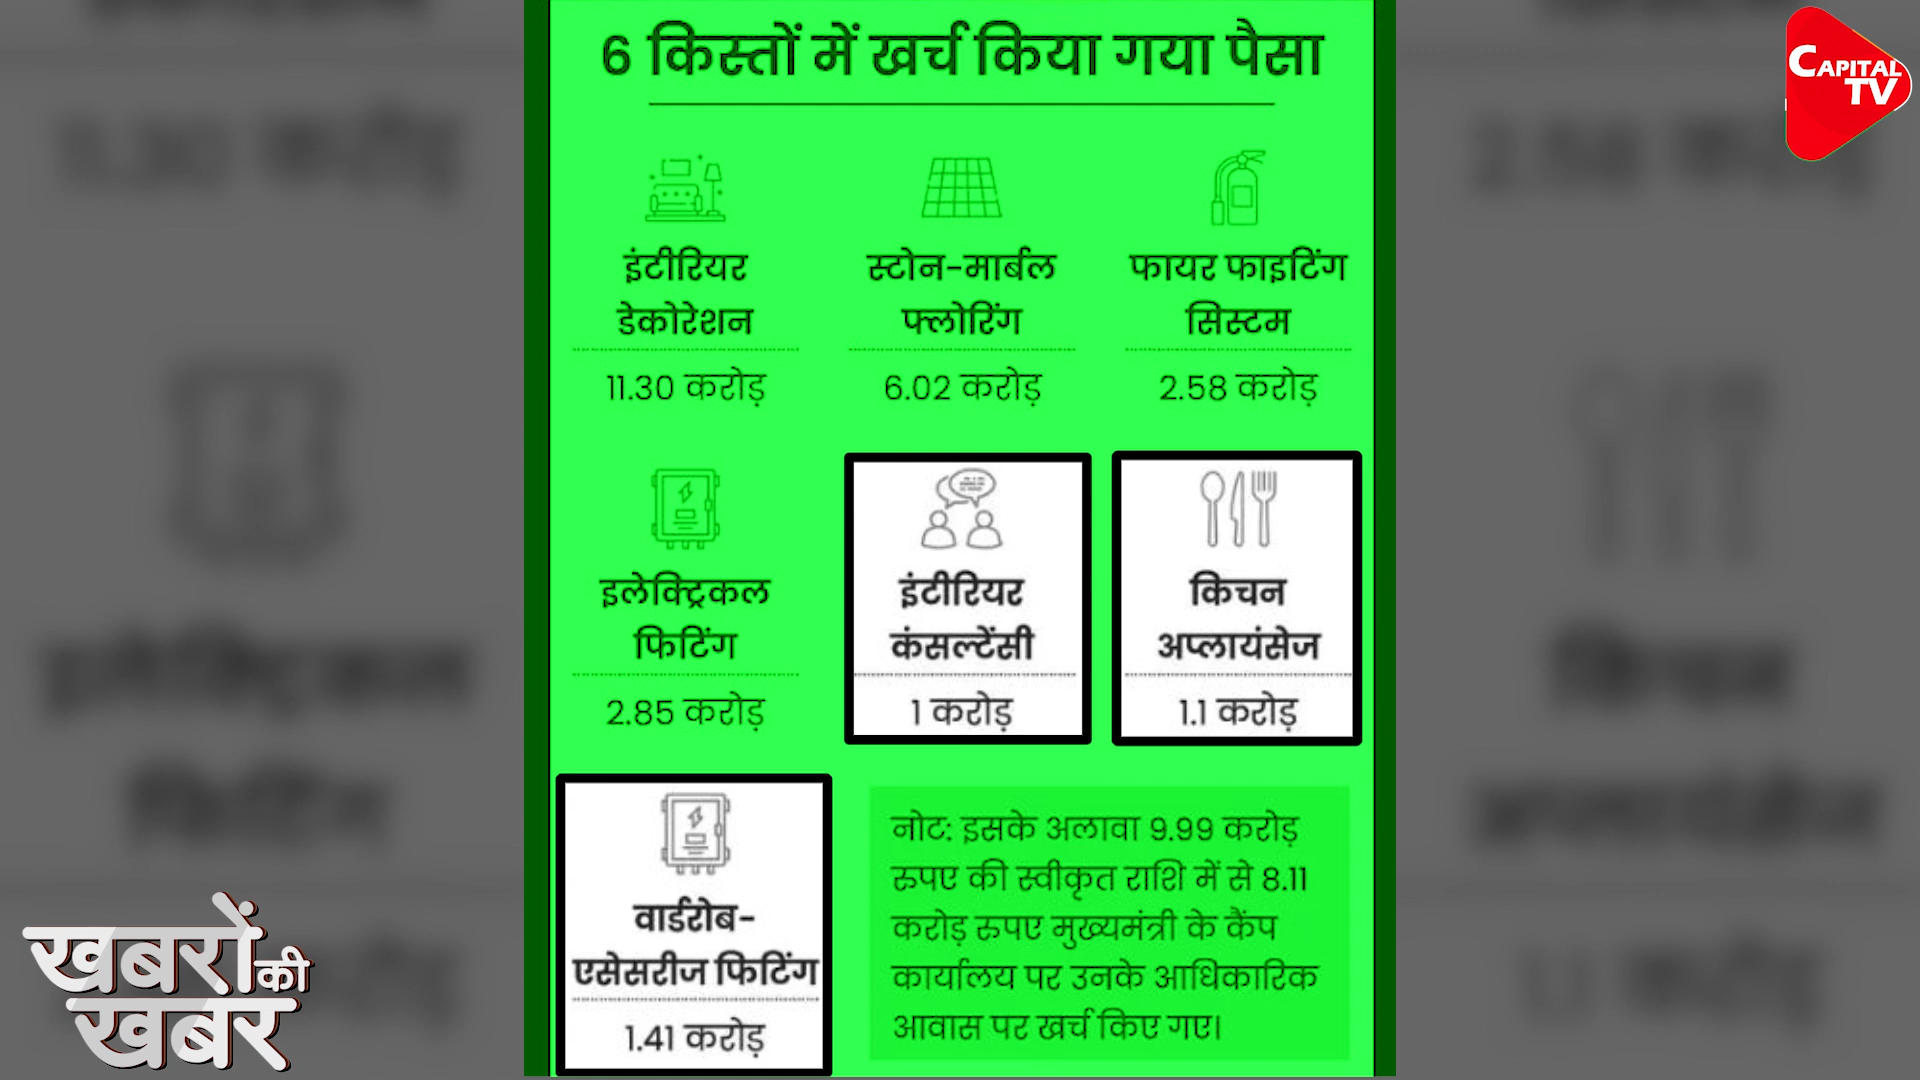 6 किस्तों में खर्च किया गया पैसा
CAPITAL
TV
इंटीरियर
डेकोरेशन
11.30 करोड़
स्टोन-मार्बल
फ्लोरिंग
6.02 करोड़
फायर फाइटिंग
सिस्टम
2.58 करोड़
इलेक्ट्रिकल
फिटिंग
2.85 करोड़
इंटीरियर
कंसल्टेंसी
1 करोड़
किचन
अप्लायंसेज
1.1 करोड़
वार्डरोब-
एसेसरीज फिटिंग
1.41 करोड़
नोट: इसके अलावा 9.99 करोड़
रुपए की स्वीकृत राशि में से 8.11
करोड़ रुपए मुख्यमंत्री के कैंप
कार्यालय पर उनके आधिकारिक
आवास पर खर्च किए गए।
खबरों की
खबर